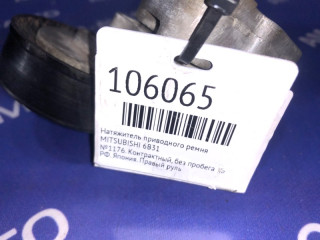 106065
Натяжитель приводного ремня
MITSUBISHI 6B31
№1176. Контрактный, без пробега
РФ. Япония. Правый руль